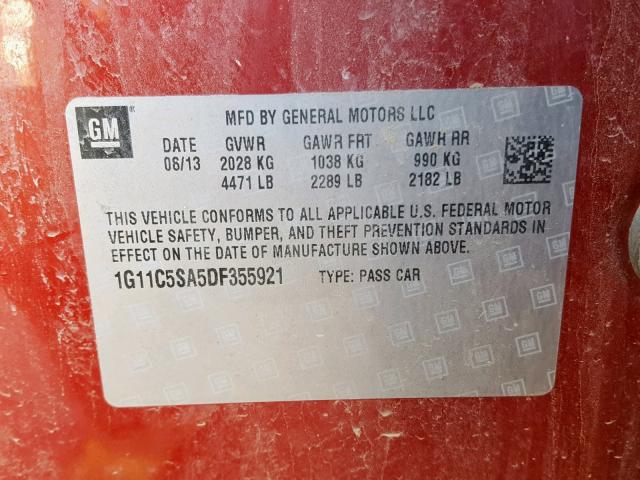 GM
MFD BY GENERAL MOTORS LLC
DATE GVWR GAWR FRT GAWR RR
06/13 2028 KG 1038 KG 990 KG
4471 LB 2289 LB 2182 LB
THIS VEHICLE CONFORMS TO ALL APPLICABLE U.S. FEDERAL MOTOR
VEHICLE SAFETY, BUMPER, AND THEFT PREVENTION STANDARDS IN
EFFECT ON THE DATE OF MANUFACTURE SHOWN ABOVE.
1G11C5SA5DF355921 TYPE: PASS CAR